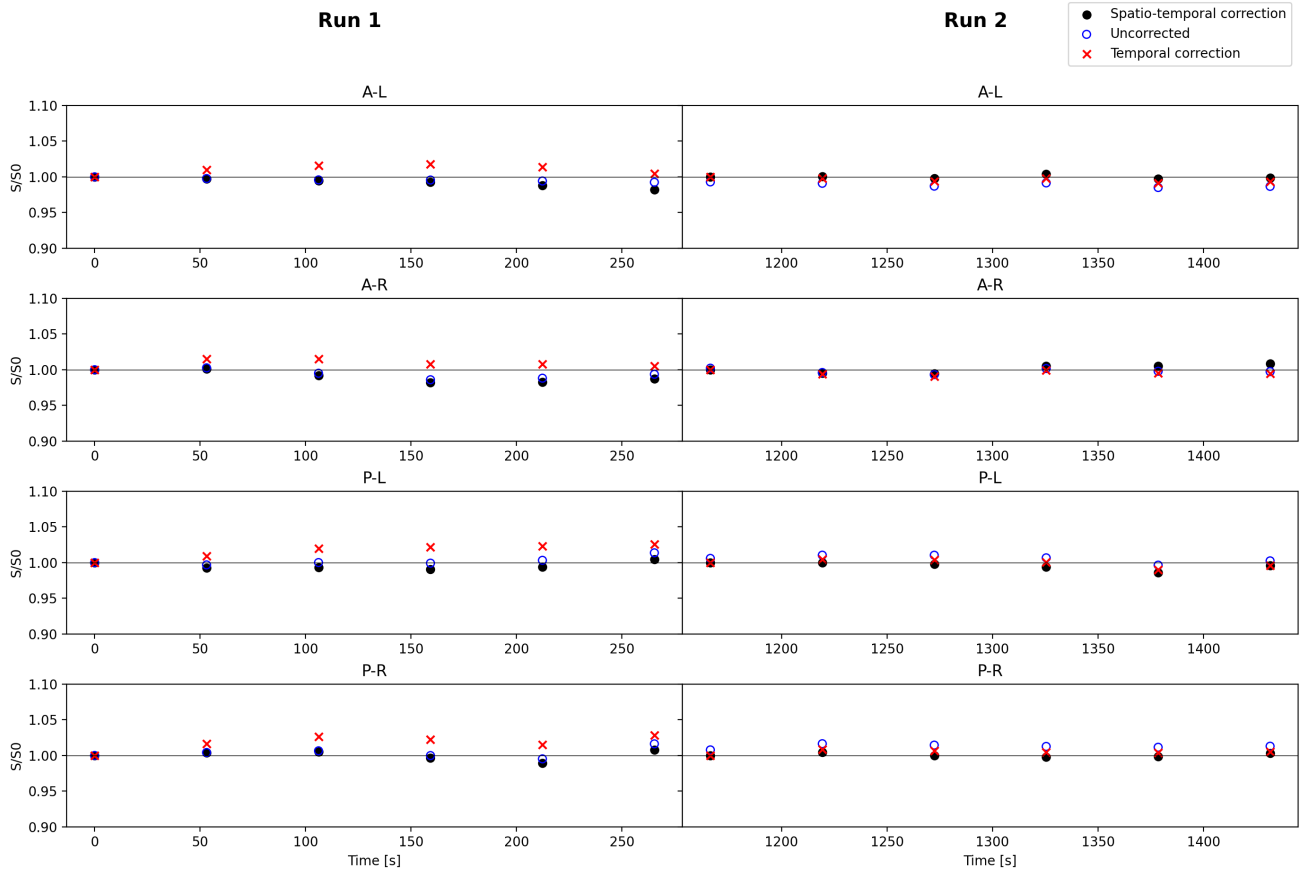 Run 1
Run 2
Spatio-temporal correction
Uncorrected
Temporal correction
A-L
A-L
1.10
1.05
1.00
0.95
0.90
S/S0
0 50 100 150 200 250
1200 1250 1300 1350 1400
A-R
A-R
1.10
1.05
1.00
0.95
0.90
S/S0
0 50 100 150 200 250
1200 1250 1300 1350 1400
P-L
P-L
1.10
1.05
1.00
0.95
0.90
S/S0
0 50 100 150 200 250
1200 1250 1300 1350 1400
P-R
P-R
1.10
1.05
1.00
0.95
0.90
S/S0
0 50 100 150 200 250
1200 1250 1300 1350 1400
Time [s]
Time [s]